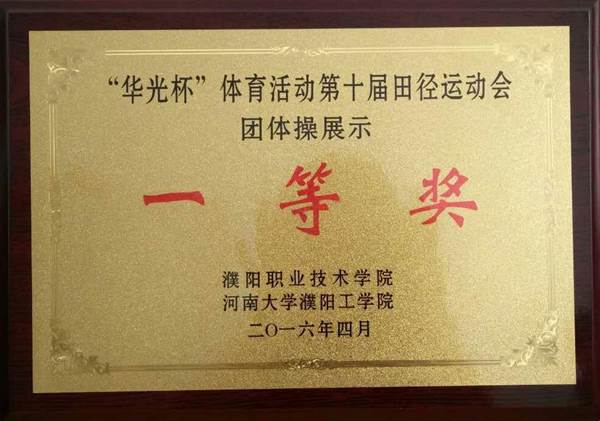 “华光杯”体育活动第十届田径运动会
团体操展示
一等奖
濮阳职业技术学院
河南大学濮阳工学院
二〇一六年四月